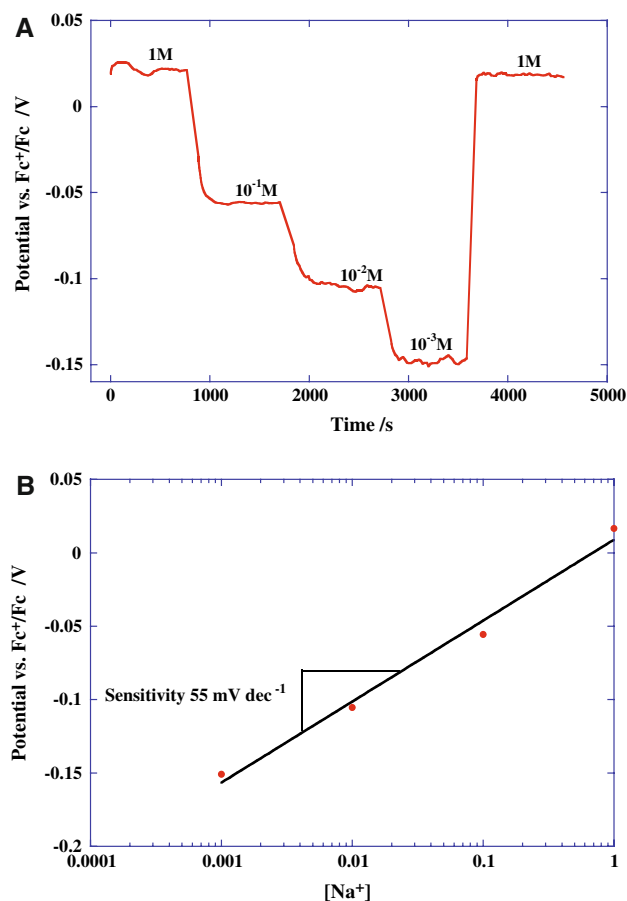 A
0.05
0
-0.05
-0.1
-0.15
Potential vs. Fc⁺/Fc /V
1M
10⁻¹M
10⁻²M
10⁻³M
1M
0
1000
2000
3000
4000
5000
Time /s
B
0.05
0
-0.05
-0.1
-0.15
-0.2
Potential vs. Fc⁺/Fc /V
Sensitivity 55 mV dec⁻¹
0.0001
0.001
0.01
0.1
1
[Na⁺]